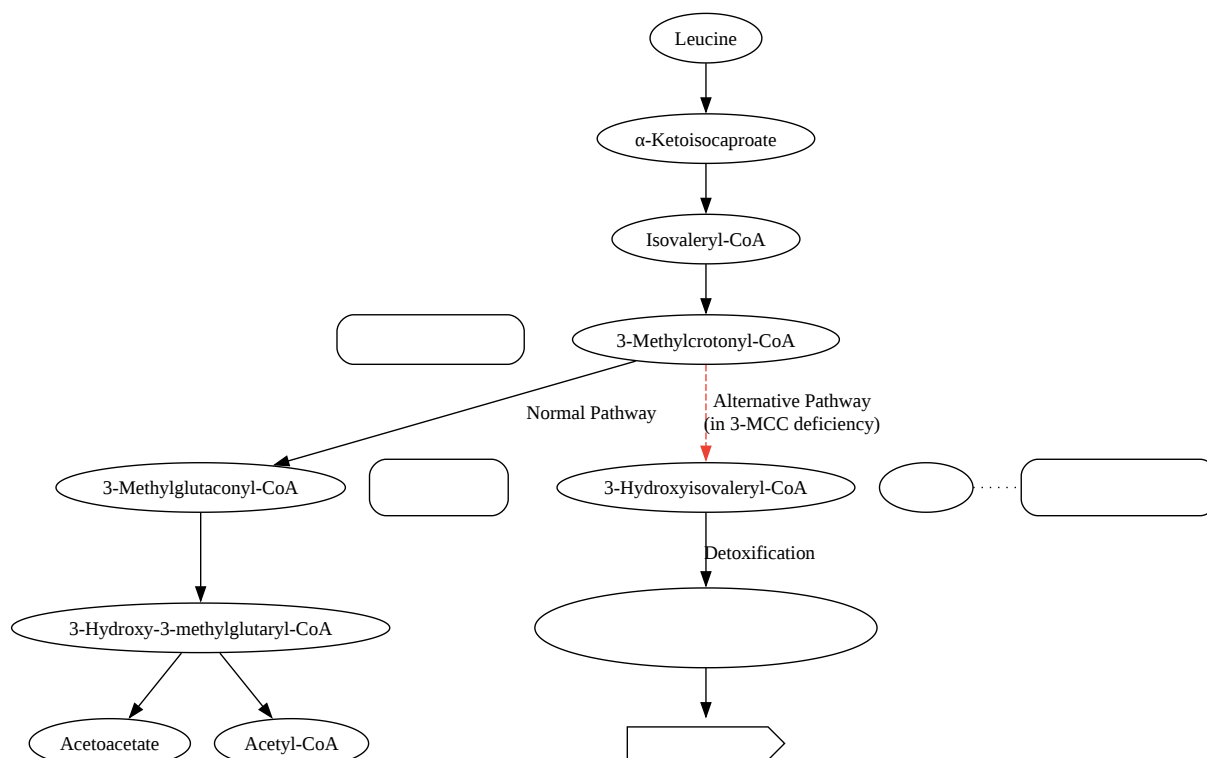 Leucine
α-Ketoisocaproate
Isovaleryl-CoA
3-Methylcrotonyl-CoA
Normal Pathway
Alternative Pathway
(in 3-MCC deficiency)
3-Methylglutaconyl-CoA
3-Hydroxyisovaleryl-CoA
Detoxification
3-Hydroxy-3-methylglutaryl-CoA
Acetoacetate
Acetyl-CoA